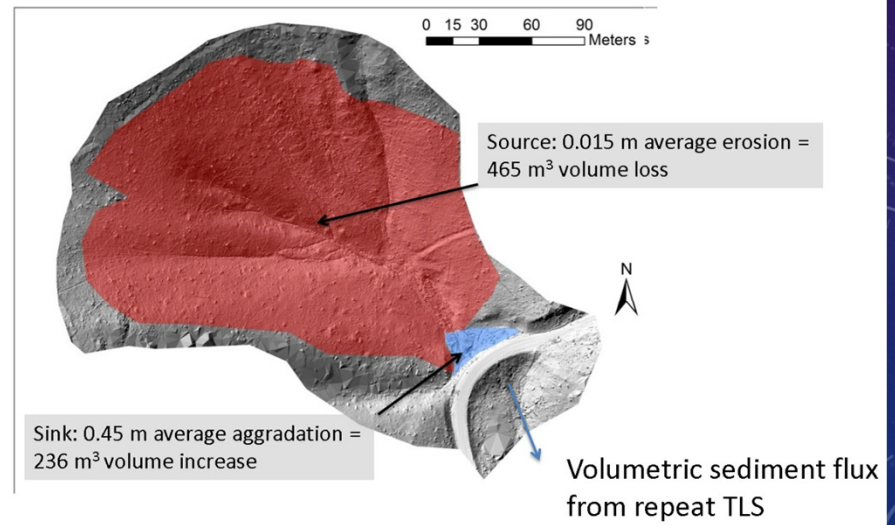 0 15 30 60 90
Meters s
Source: 0.015 m average erosion =
465 m³ volume loss
N
Sink: 0.45 m average aggradation =
236 m³ volume increase
Volumetric sediment flux
from repeat TLS